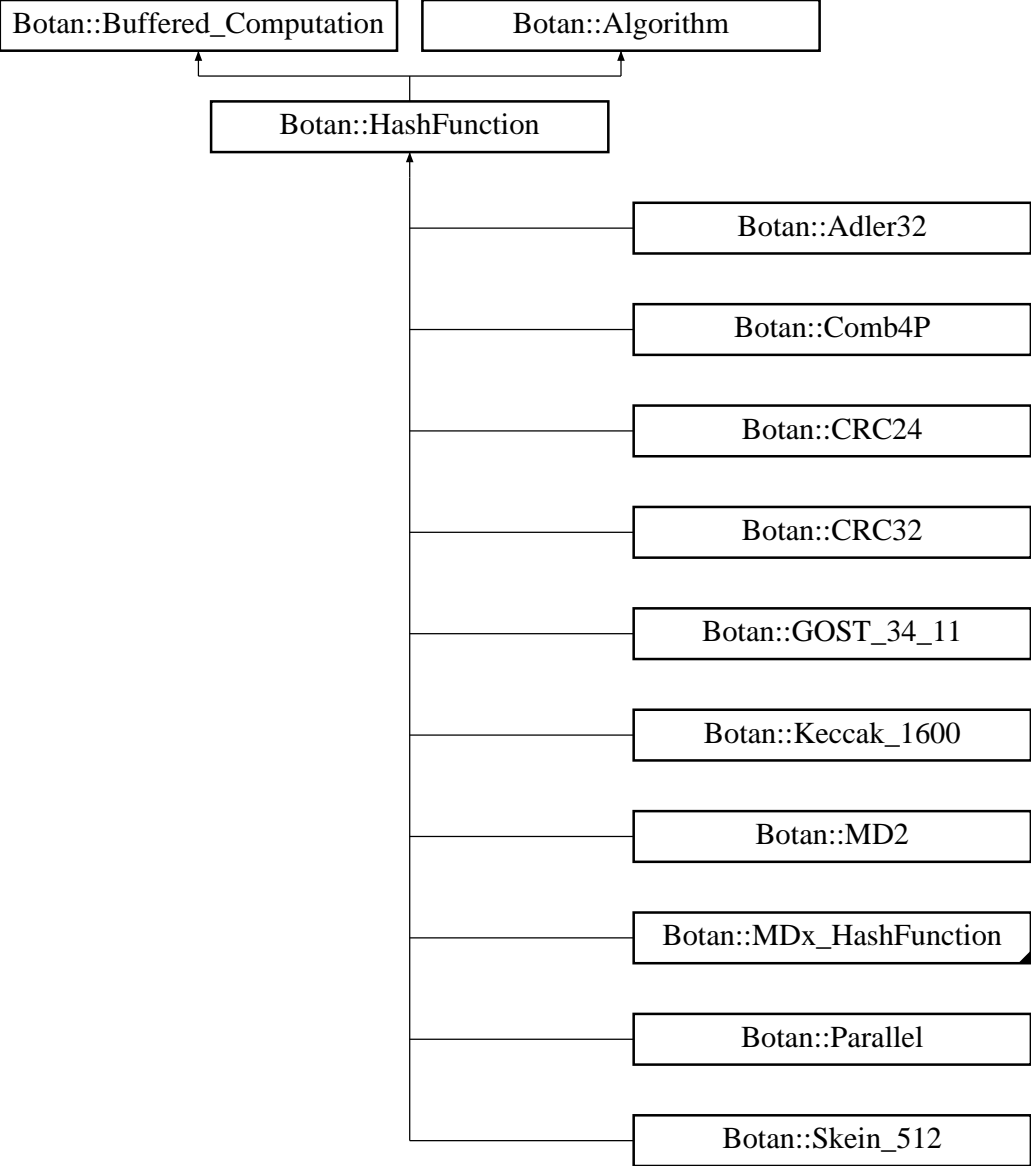 Botan::Buffered_Computation
Botan::Algorithm
Botan::HashFunction
Botan::Adler32
Botan::Comb4P
Botan::CRC24
Botan::CRC32
Botan::GOST_34_11
Botan::Keccak_1600
Botan::MD2
Botan::MDx_HashFunction
Botan::Parallel
Botan::Skein_512